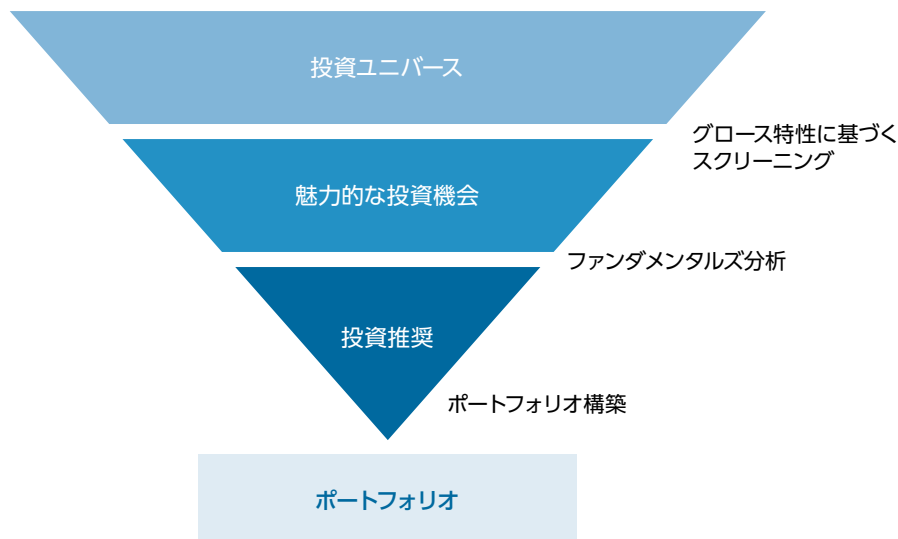 投資ユニバース
グロース特性に基づく
スクリーニング
魅力的な投資機会
ファンダメンタルズ分析
投資推奨
ポートフォリオ構築
ポートフォリオ